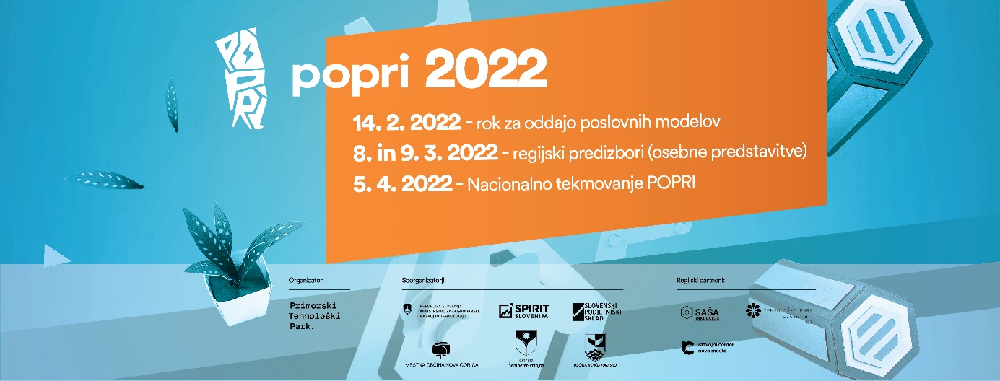 POPRI
popri 2022
14. 2. 2022 - rok za oddajo poslovnih modelov
8. in 9. 3. 2022 - regijski predizbori (osebne predstavitve)
5. 4. 2022 - Nacionalno tekmovanje POPRI
Organizator:
Primorski
Tehnološki
Park.
Soorganizatorji:
REPUBLIKA SLOVENIJA
MINISTRSTVO ZA GOSPODARSKI
RAZVOJ IN TEHNOLOGIJO
SPIRIT
SLOVENIJA
SLOVENSKI
PODJETNIŠKI
SKLAD
MESTNA OBČINA NOVA GORICA
Občina
Šempeter-Vrtojba
OBČINA RENČE-VOGRSKO
Regijski partnerji:
SAŠA
INKUBATOR
TEHNOLOŠKI PARK
razvojni center
novo mesto